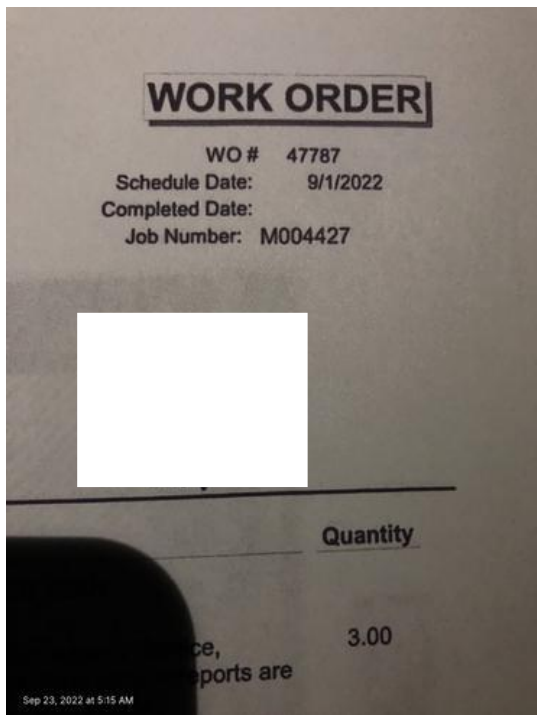 WORK ORDER
WO # 47787
Schedule Date: 9/1/2022
Completed Date:
Job Number: M004427
Quantity
3.00
ce,
eports are
Sep 23, 2022 at 5:15 AM